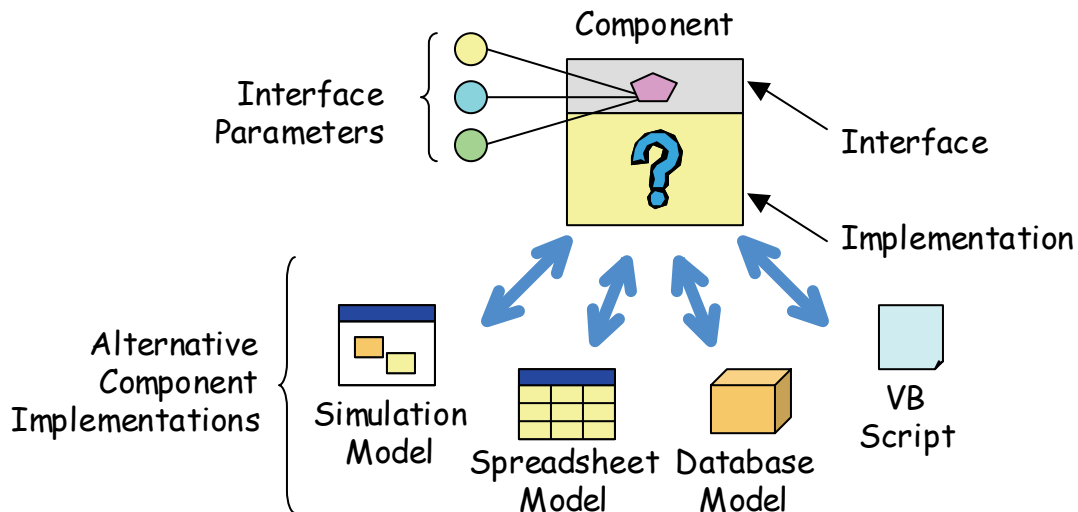 Component
Interface
Parameters
Interface
Implementation
Alternative
Component
Implementations
Simulation
Model
Spreadsheet
Model
Database
Model
VB
Script